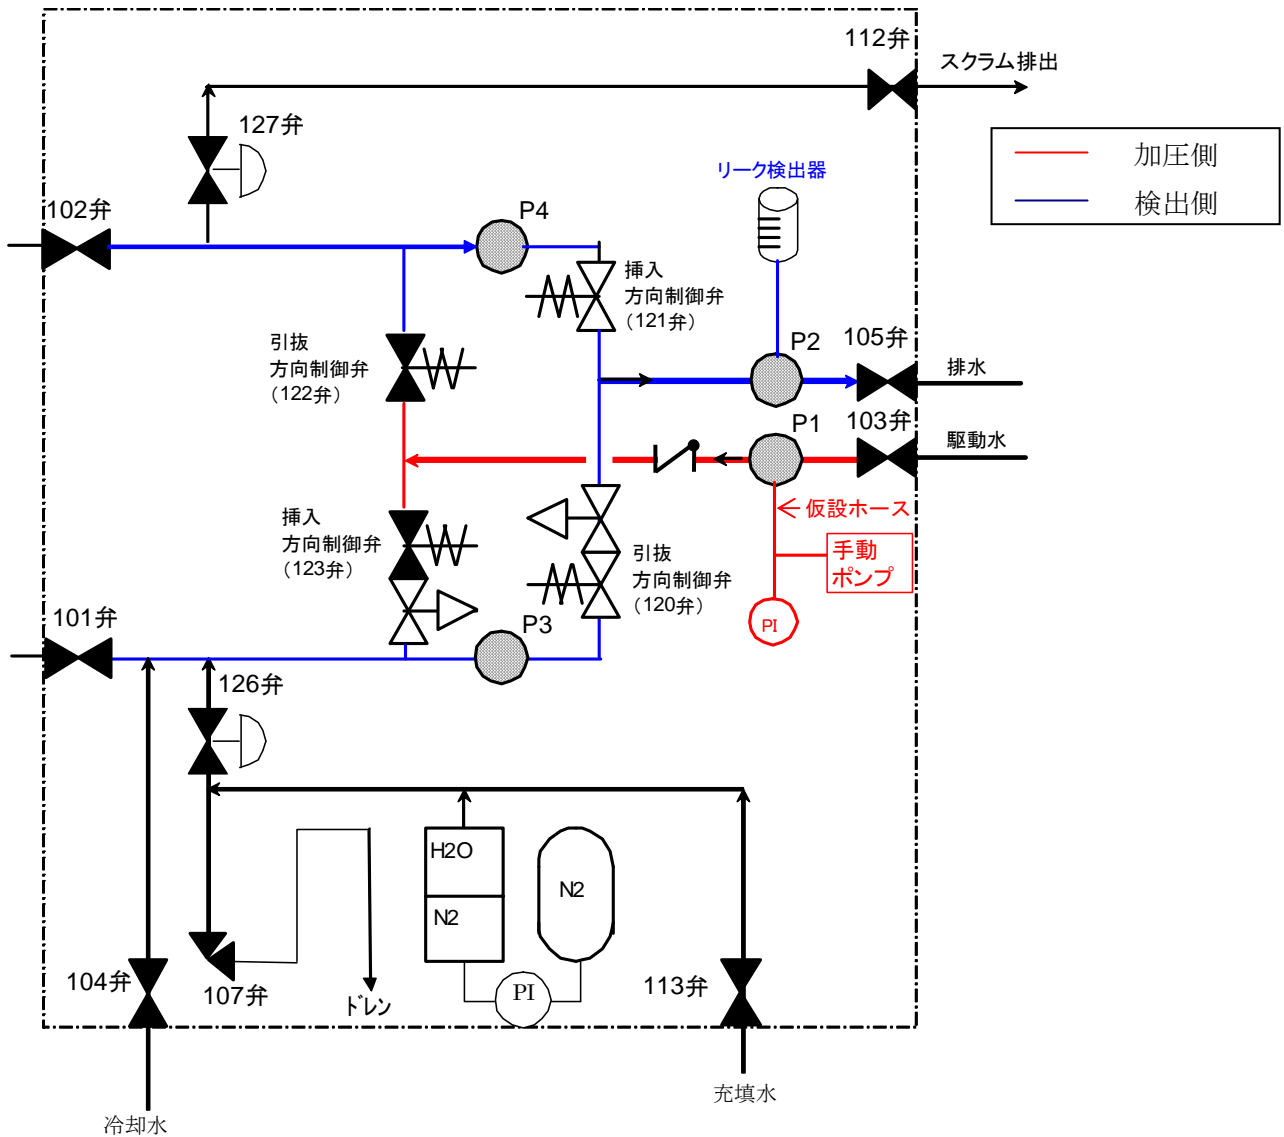 112弁
スクラム排出
127弁
加圧側
検出側
リーク検出器
102弁
P4
挿入
方向制御弁
（121弁）
引抜
方向制御弁
（122弁）
P2
105弁
排水
P1
103弁
駆動水
仮設ホース
挿入
方向制御弁
（123弁）
引抜
方向制御弁
（120弁）
手動
ポンプ
PI
101弁
P3
126弁
H2O
N2
N2
104弁
107弁
ドレン
PI
113弁
充填水
冷却水